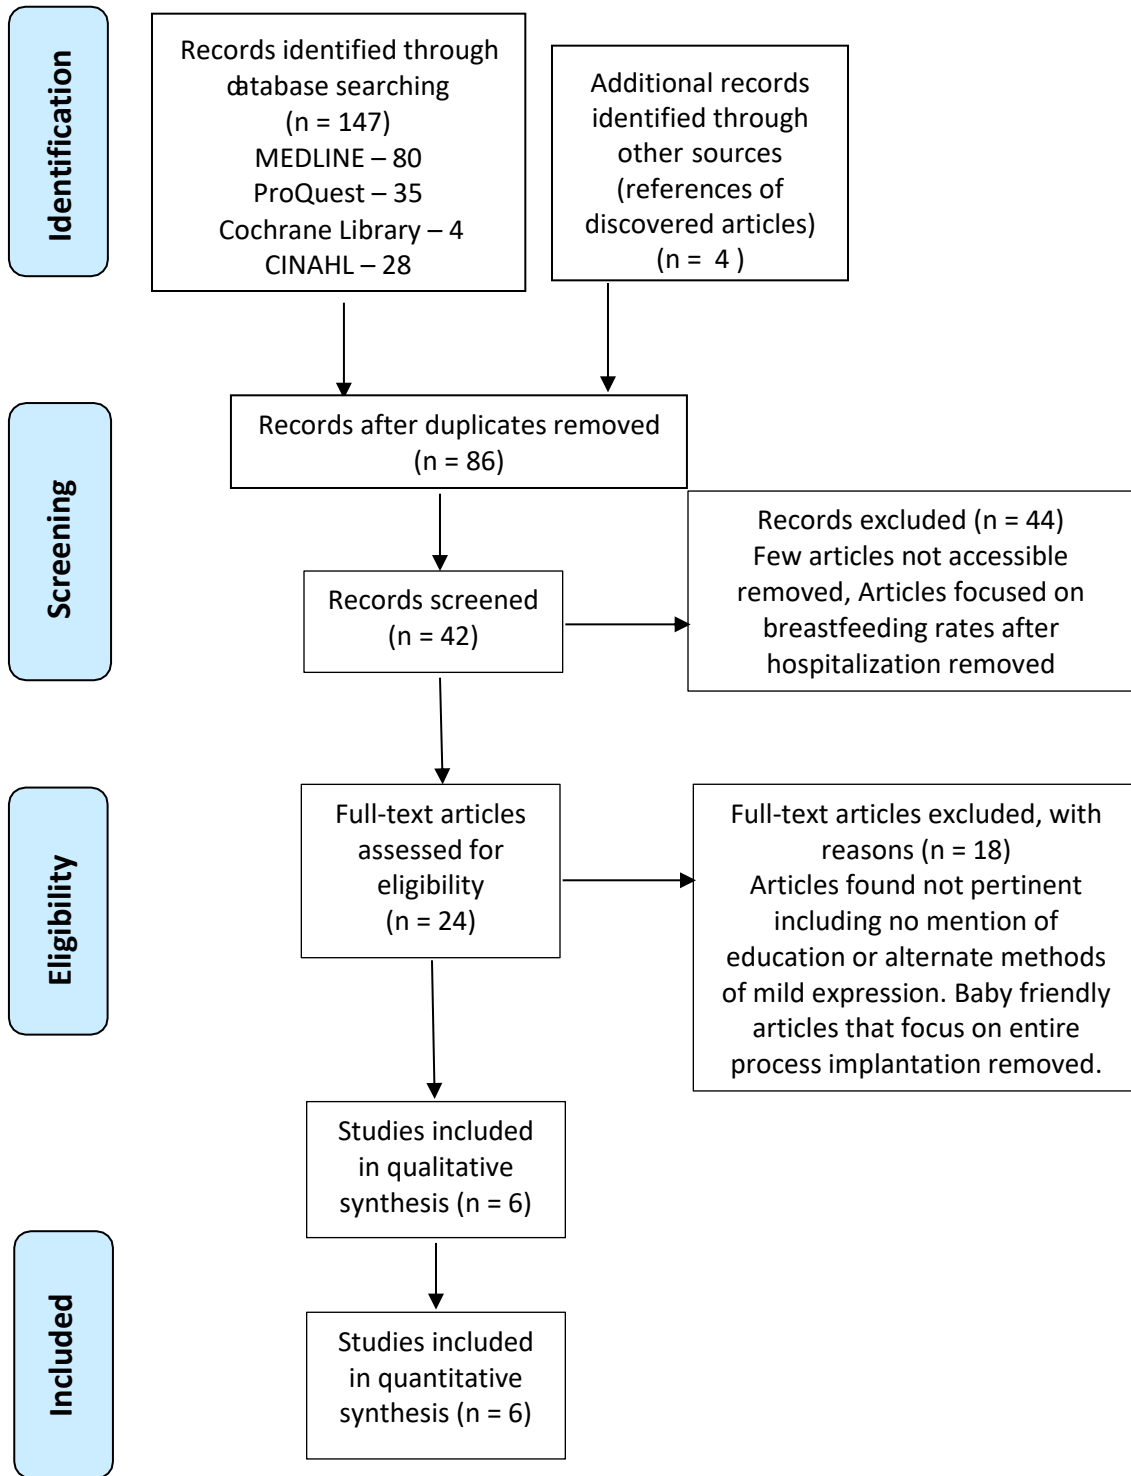 Identification
Records identified through
database searching
(n = 147)
MEDLINE – 80
ProQuest – 35
Cochrane Library – 4
CINAHL – 28
Additional records
identified through
other sources
(references of
discovered articles)
(n = 4 )
Screening
Records after duplicates removed
(n = 86)
Records screened
(n = 42)
Records excluded (n = 44)
Few articles not accessible
removed, Articles focused on
breastfeeding rates after
hospitalization removed
Eligibility
Full-text articles
assessed for
eligibility
(n = 24)
Full-text articles excluded, with
reasons (n = 18)
Articles found not pertinent
including no mention of
education or alternate methods
of mild expression. Baby friendly
articles that focus on entire
process implantation removed.
Studies included
in qualitative
synthesis (n = 6)
Included
Studies included
in quantitative
synthesis (n = 6)